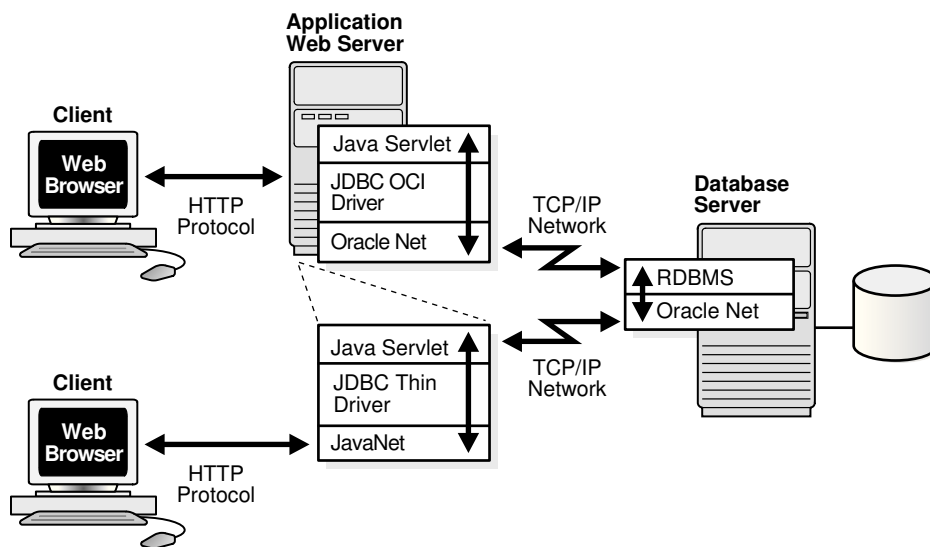 Application
Web Server
Client
Web
Browser
HTTP
Protocol
Java Servlet
JDBC OCI
Driver
Oracle Net
TCP/IP
Network
Database
Server
RDBMS
Oracle Net
Client
Web
Browser
HTTP
Protocol
Java Servlet
JDBC Thin
Driver
JavaNet
TCP/IP
Network